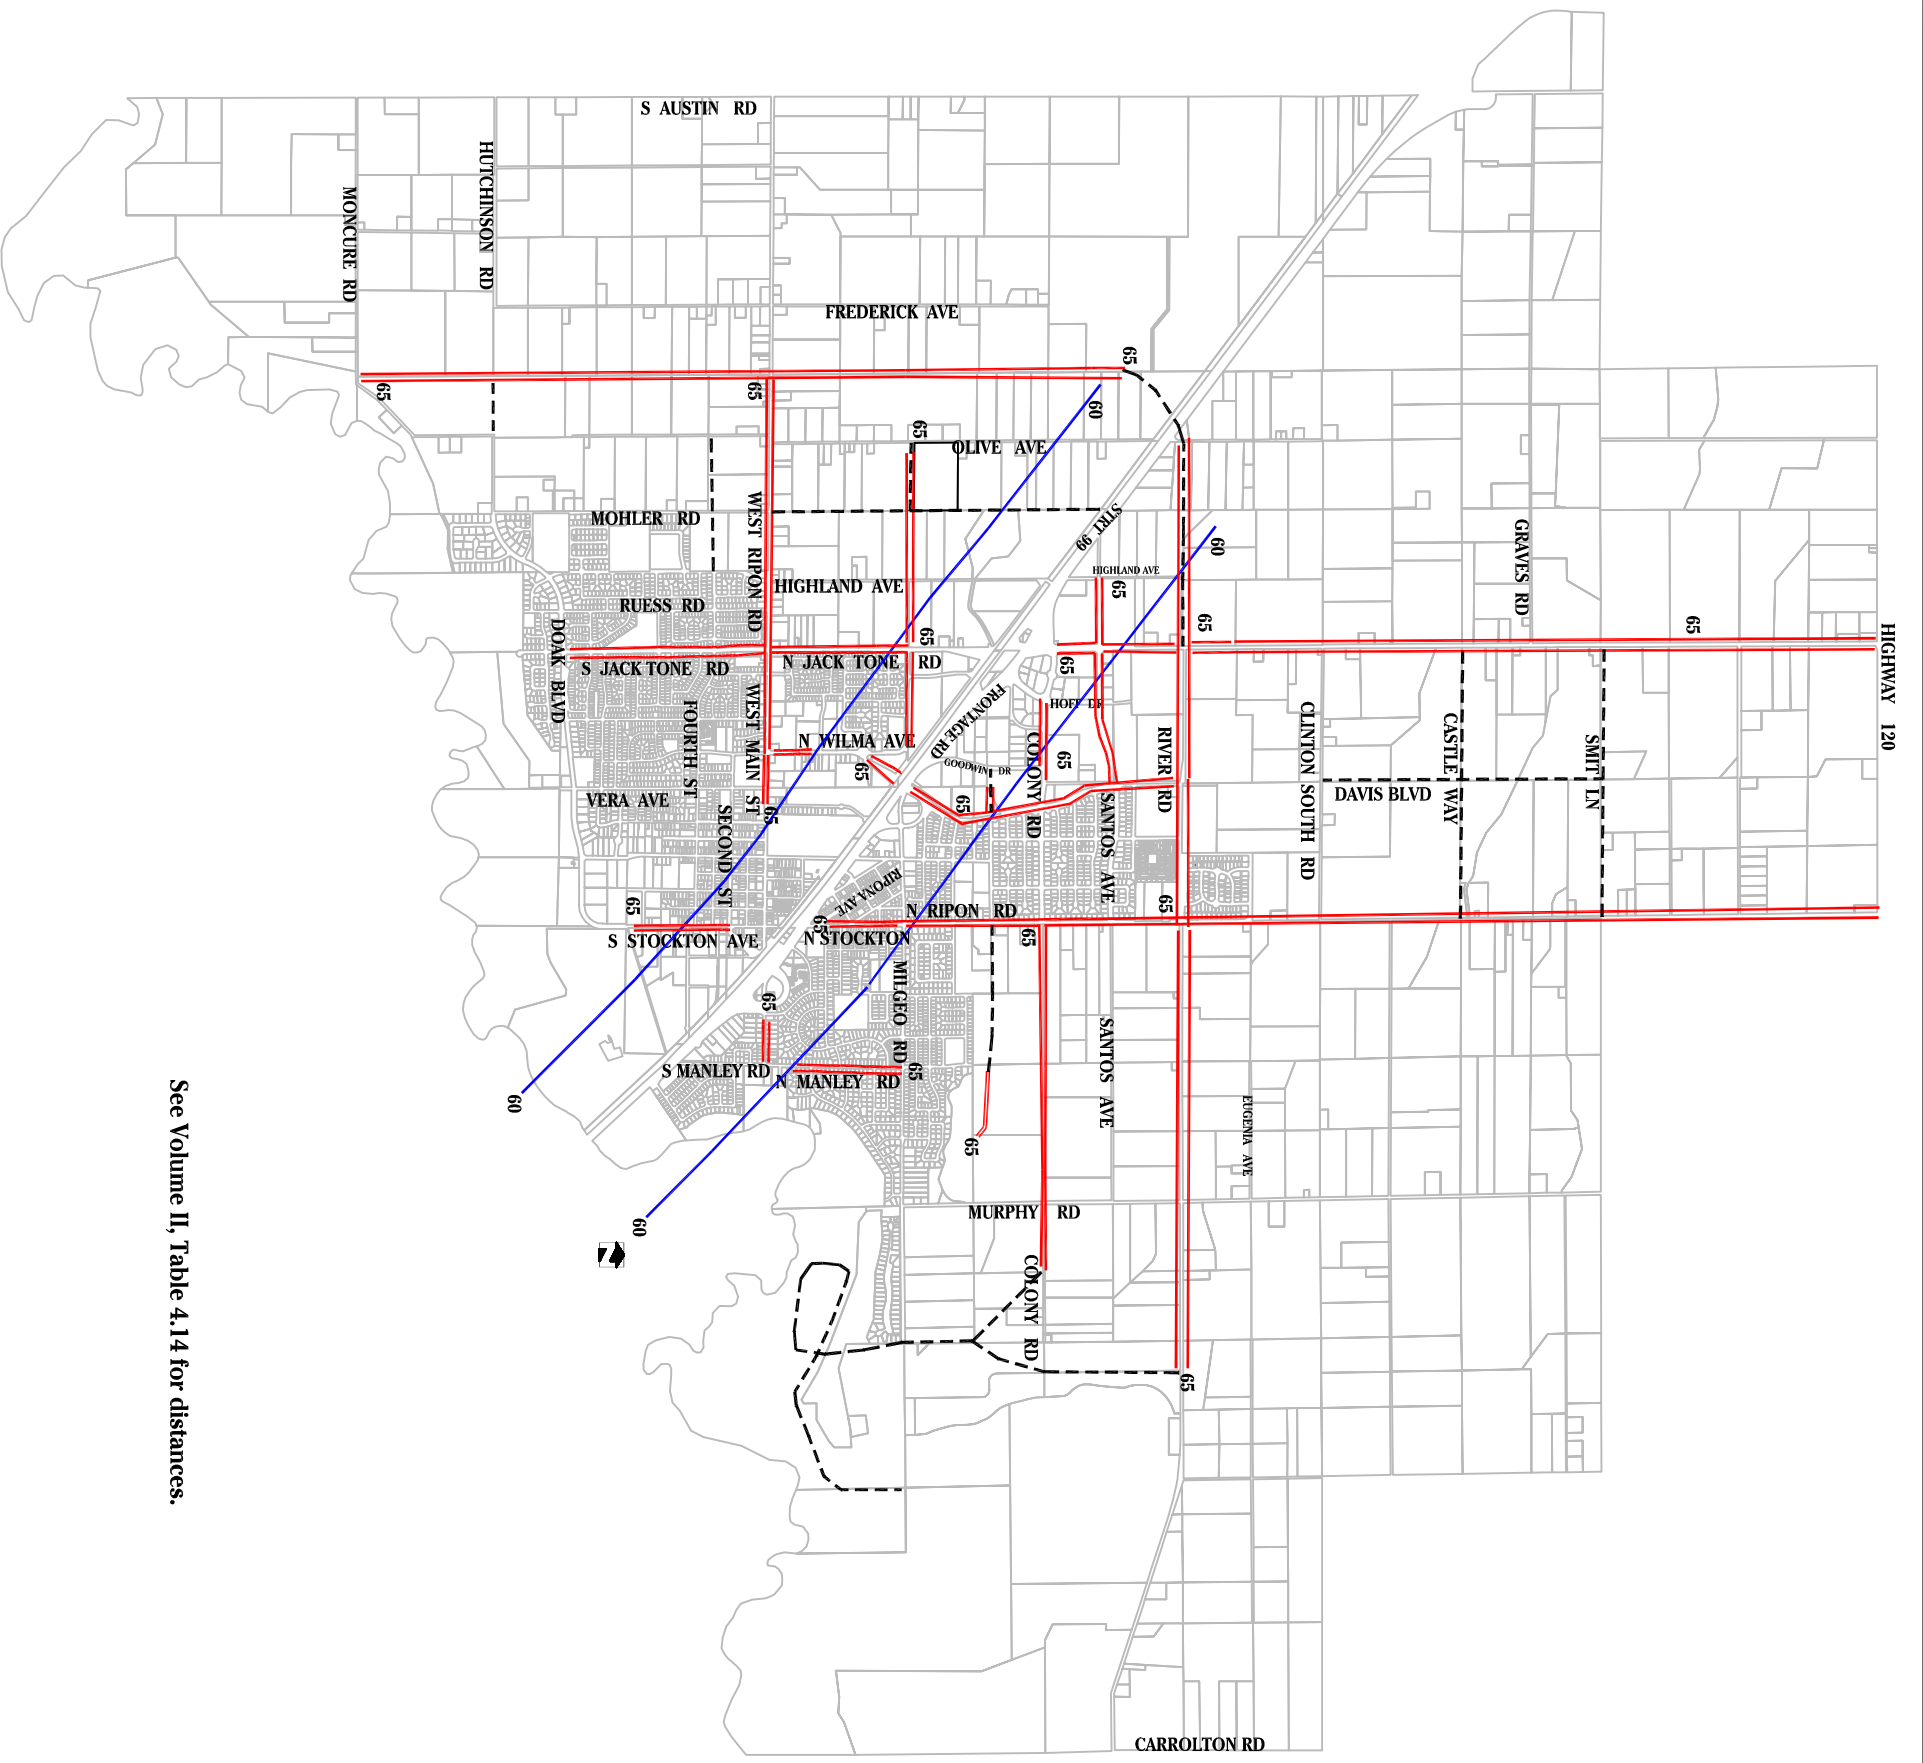 S AUSTIN RD
HUTCHINSON RD
MONCURE RD
FREDERICK AVE
65
65
65
60
65
OLIVE AVE
WEST RIPON RD
MOHLER RD
STRT 99
60
GRAVES RD
HIGHLAND AVE
HIGHLAND AVE
65
RUESS RD
65
65
65
HIGHWAY 120
DOAK BLVD
S JACK TONE RD
N JACK TONE RD
65
FRONTAGE RD
HOFF DR
WEST MAIN ST
FOURTH ST
N WILMA AVE
COLONY RD
RIVER RD
CLINTON SOUTH RD
CASTLE WAY
SMIT LN
65
65
GOODWIN DR
VERA AVE
65
65
SANTOS AVE
DAVIS BLVD
SECOND ST
RIPONA AVE
65
65
65
N RIPON RD
65
S STOCKTON AVE
N STOCKTON
65
MILGEO RD
65
SANTOS AVE
S MANLEY RD
N MANLEY RD
65
60
EUGENIA AVE
65
MURPHY RD
60
COLONY RD
65
See Volume II, Table 4.14 for distances.
CARROLTON RD